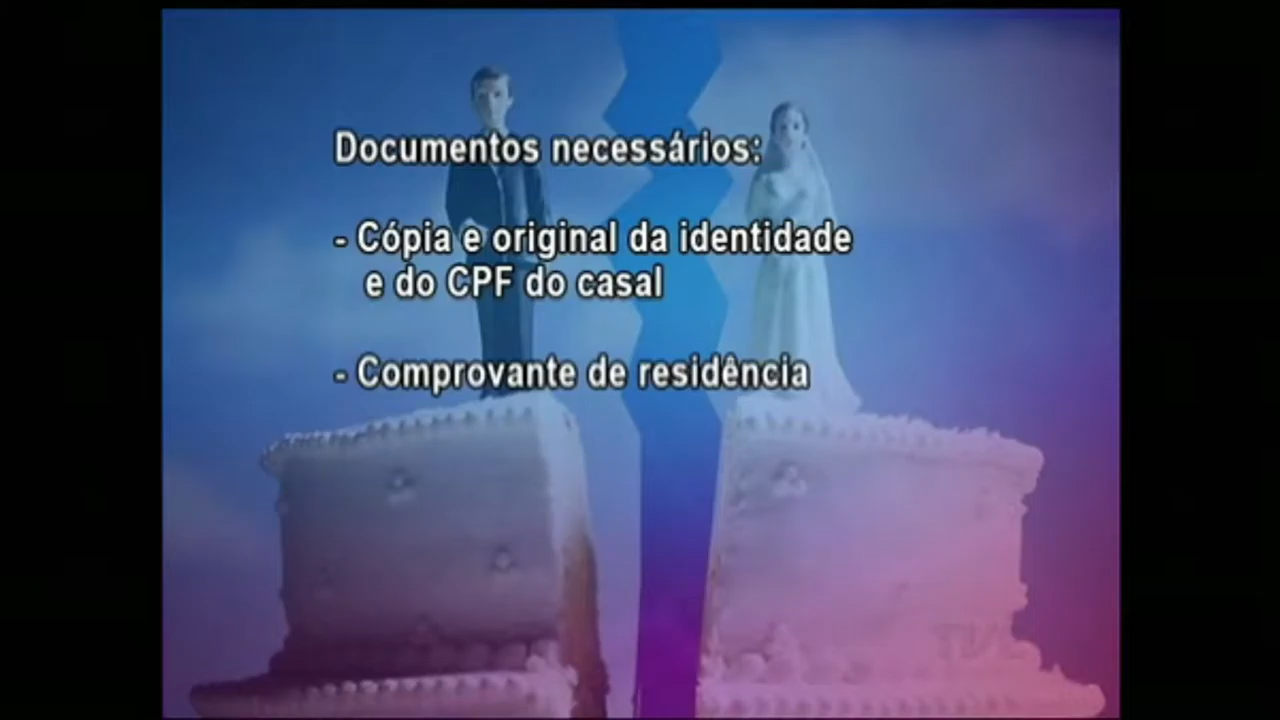 Documentos necessários:
- Cópia e original da identidade
e do CPF do casal
- Comprovante de residência